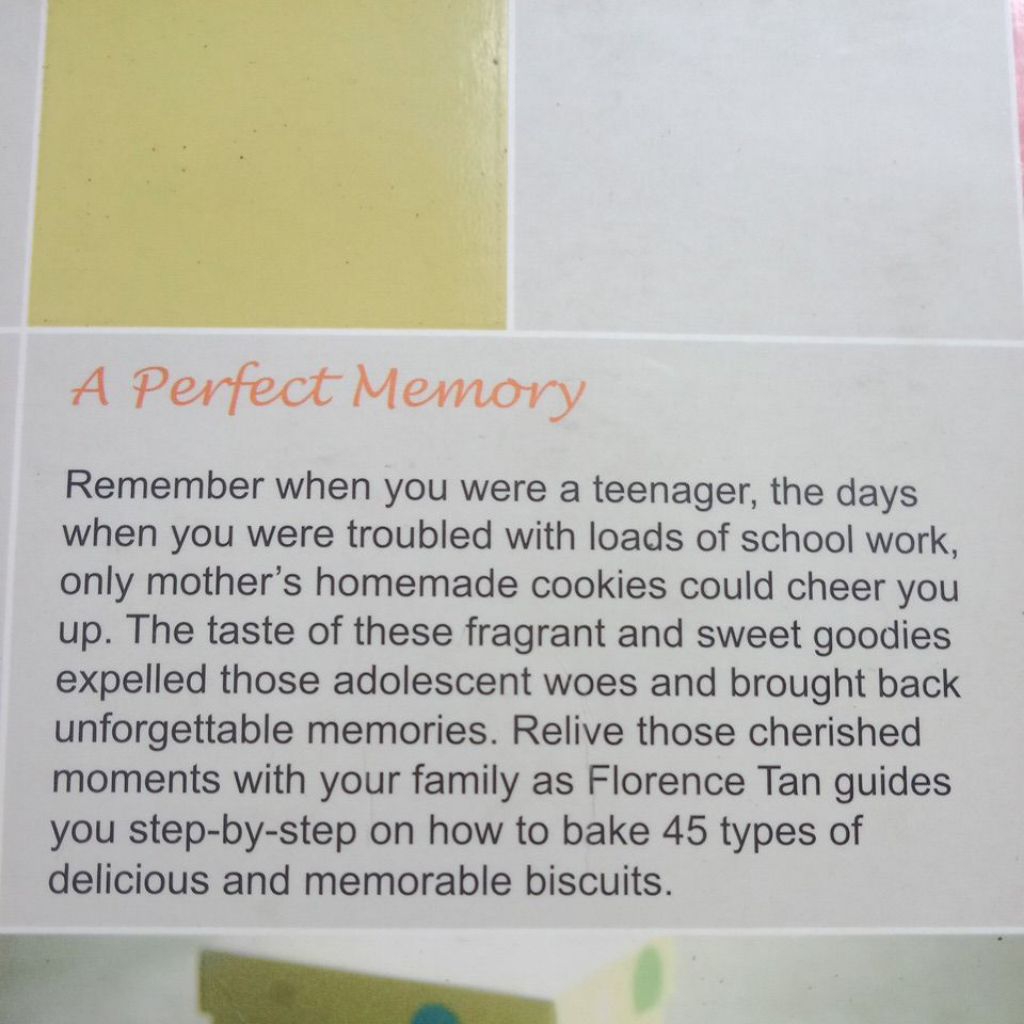 A Perfect Memory
Remember when you were a teenager, the days
when you were troubled with loads of school work,
only mother's homemade cookies could cheer you
up. The taste of these fragrant and sweet goodies
expelled those adolescent woes and brought back
unforgettable memories. Relive those cherished
moments with your family as Florence Tan guides
you step-by-step on how to bake 45 types of
delicious and memorable biscuits.